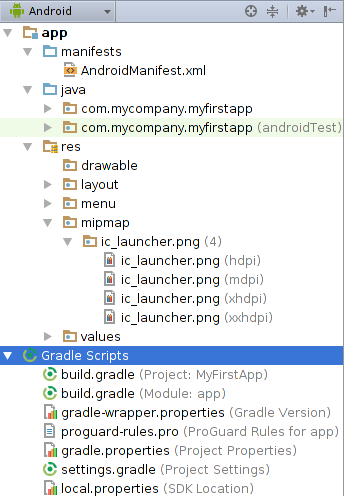 Android
app
manifests
AndroidManifest.xml
java
com.mycompany.myfirstapp
com.mycompany.myfirstapp (androidTest)
res
drawable
layout
menu
mipmap
ic_launcher.png (4)
ic_launcher.png (hdpi)
ic_launcher.png (mdpi)
ic_launcher.png (xhdpi)
ic_launcher.png (xxhdpi)
values
Gradle Scripts
build.gradle (Project: MyFirstApp)
build.gradle (Module: app)
gradle-wrapper.properties (Gradle Version)
proguard-rules.pro (ProGuard Rules for app)
gradle.properties (Project Properties)
settings.gradle (Project Settings)
local.properties (SDK Location)